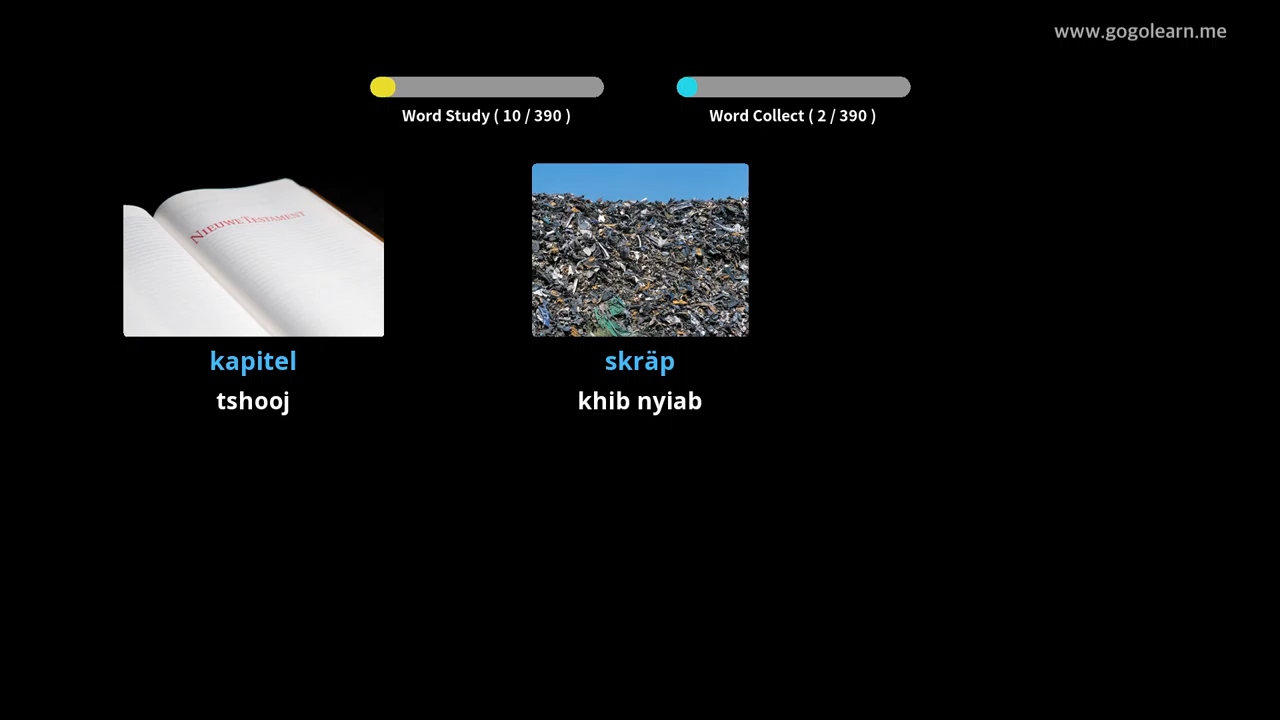 www.gogolearn.me
Word Study ( 10 / 390 )
Word Collect ( 2 / 390 )
NIEUWE TESTAMENT
kapitel
skräp
tshooj
khib nyiab